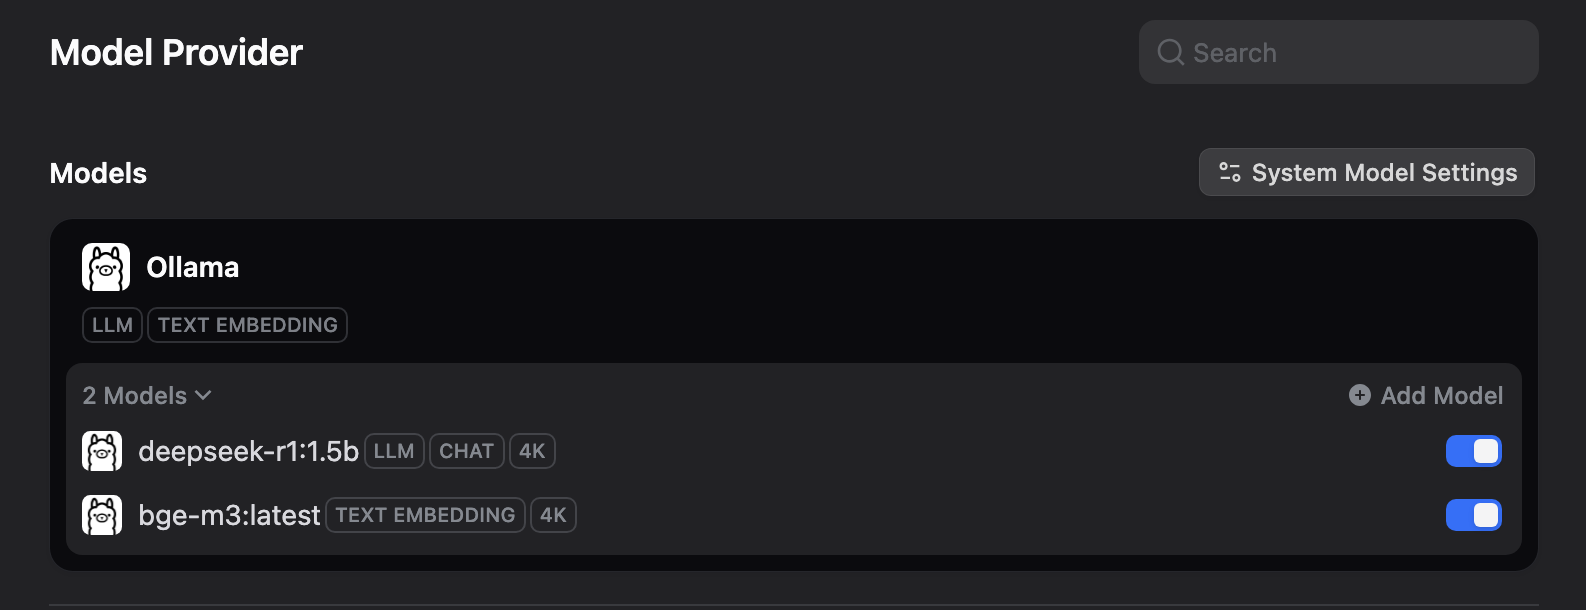 Model Provider
Search
Models
System Model Settings
Ollama
LLM TEXT EMBEDDING
2 Models
Add Model
deepseek-r1:1.5b LLM CHAT 4K
bge-m3:latest TEXT EMBEDDING 4K